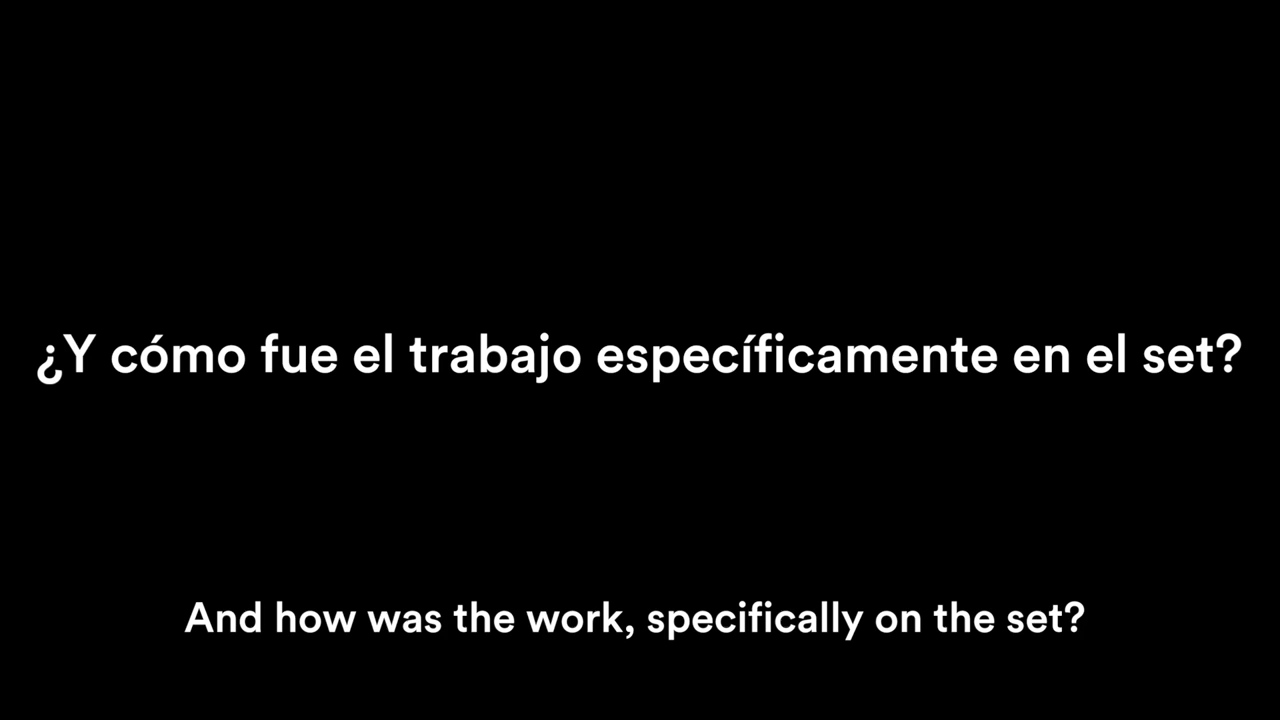 ¿Y cómo fue el trabajo específicamente en el set?
And how was the work, specifically on the set?